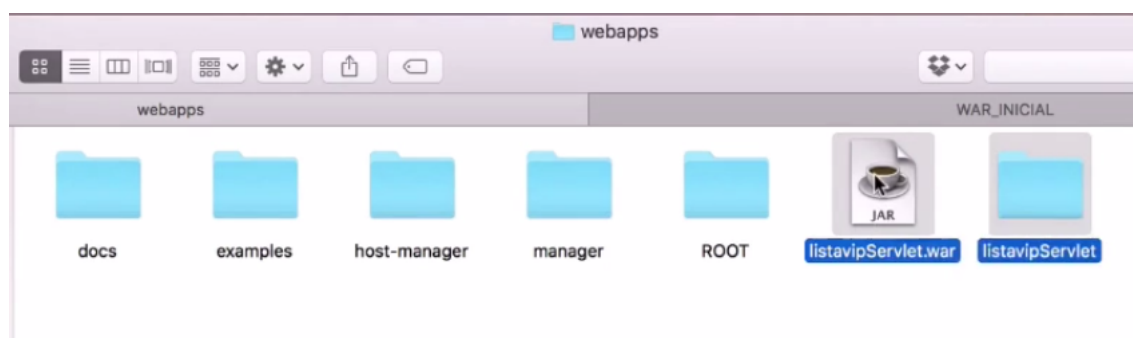 webapps
webapps WAR_INICIAL
JAR
docs examples host-manager manager ROOT listavipServlet.war listavipServlet